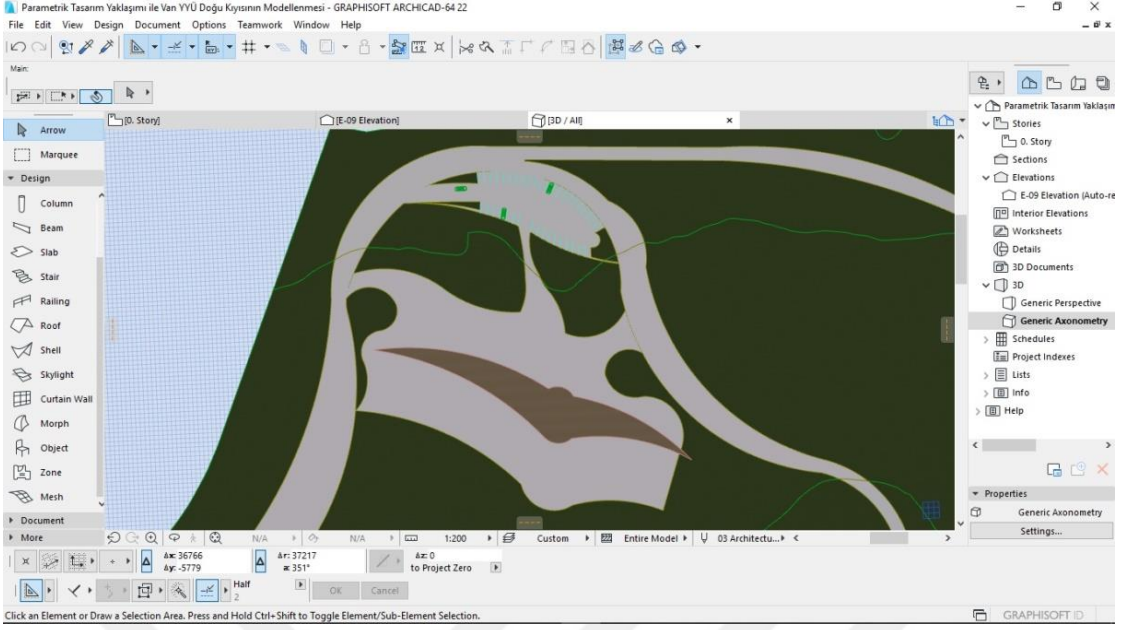 Parametrik Tasarım Yaklaşımı ile Van YYÜ Doğu Kıyısının Modellenmesi - GRAPHISOFT ARCHICAD-64 22
File Edit View Design Document Options Teamwork Window Help
Main:
[0. Story]
[E-09 Elevation]
[3D / All]
Arrow
Marquee
Design
Column
Beam
Slab
Stair
Railing
Roof
Shell
Skylight
Curtain Wall
Morph
Object
Zone
Mesh
Document
More
Parametrik Tasarım Yaklaşım
Stories
0. Story
Sections
Elevations
E-09 Elevation (Auto-re
Interior Elevations
Worksheets
Details
3D Documents
3D
Generic Perspective
Generic Axonometry
Schedules
Project Indexes
Lists
Info
Help
Properties
Generic Axonometry
Settings...
N/A N/A 1:200 Custom Entire Model 03 Architectu...
Δx: 36766 Δr: 37217 Δz: 0
Δy: -5779 a: 351° to Project Zero
Half
2
OK Cancel
Click an Element or Draw a Selection Area. Press and Hold Ctrl+Shift to Toggle Element/Sub-Element Selection.
GRAPHISOFT ID